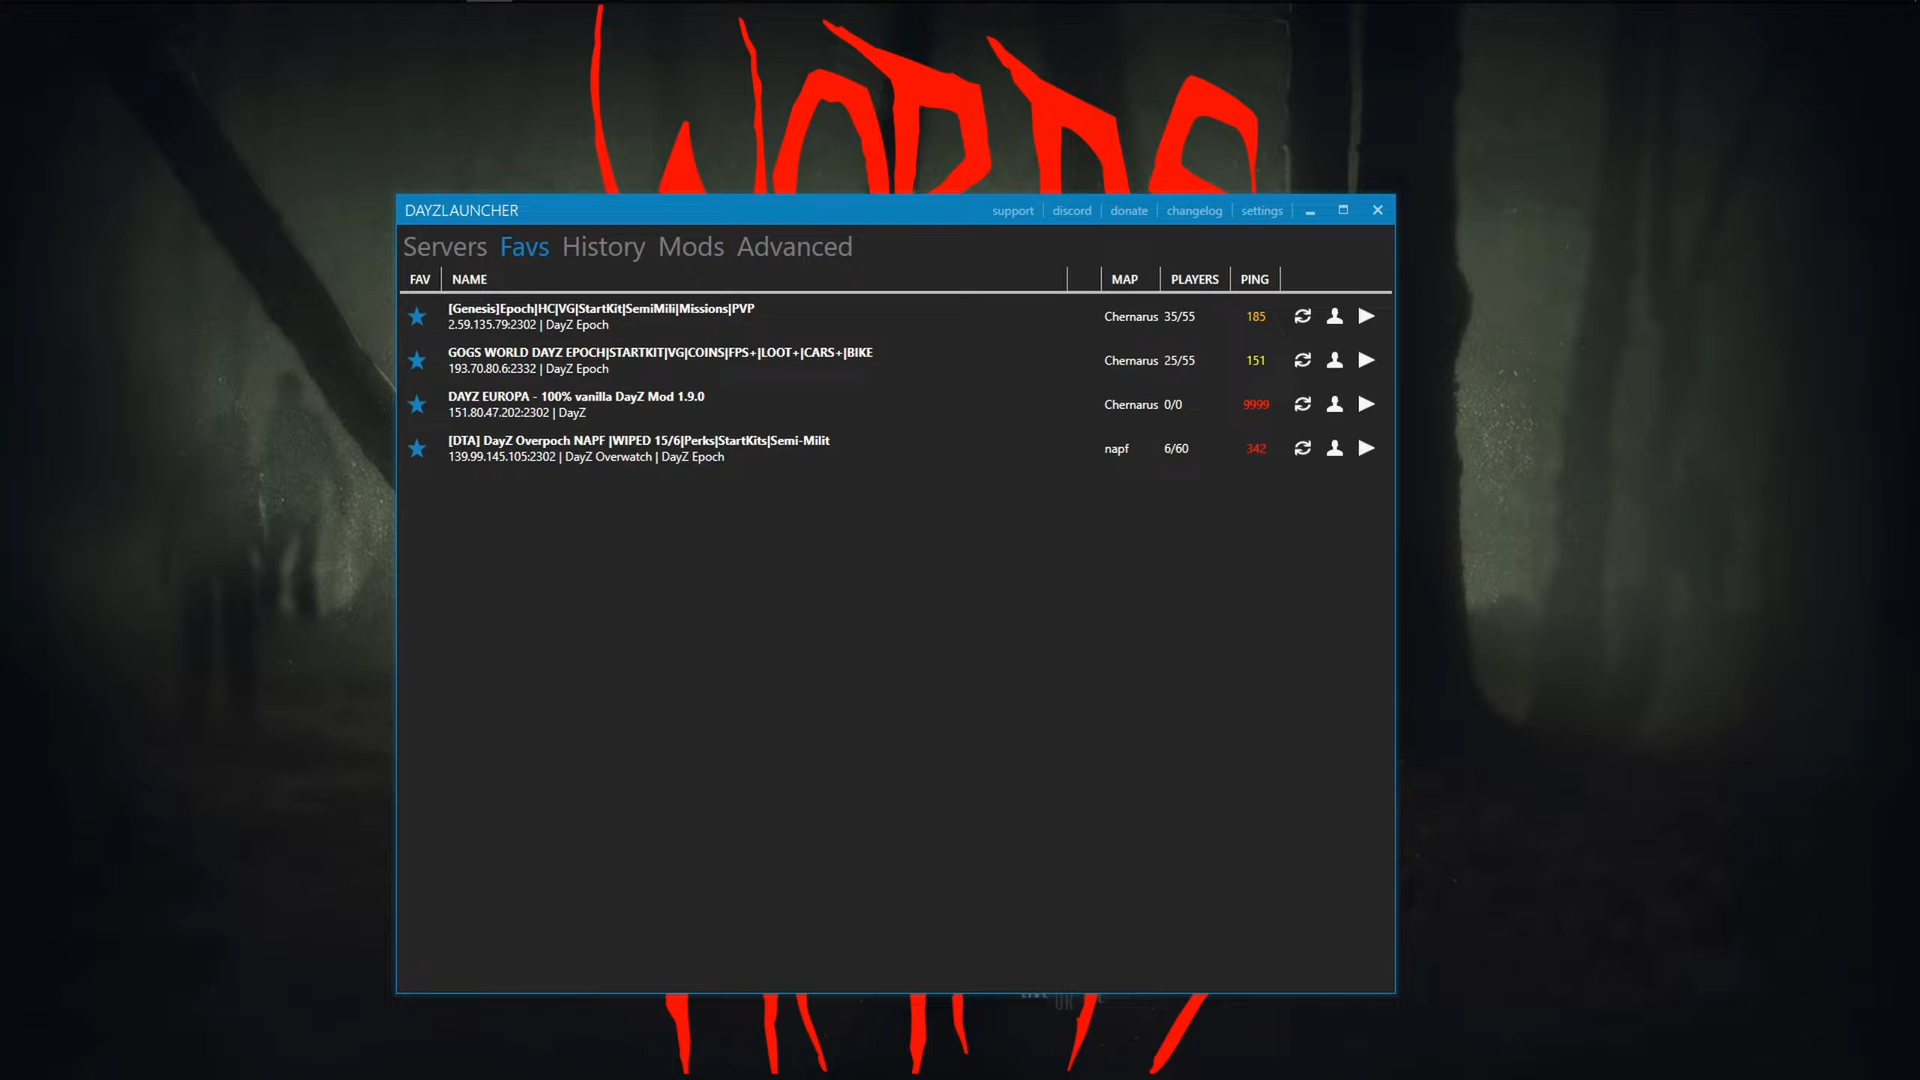 WORDS
DAYZLAUNCHER
support
discord
donate
changelog
settings
Servers Favs History Mods Advanced
FAV NAME MAP PLAYERS PING
[Genesis]Epoch|HC|VG|StartKit|SemiMili|Missions|PVP
2.59.135.79:2302 | DayZ Epoch
Chernarus 35/55 185
GOGS WORLD DAYZ EPOCH|STARTKIT|VG|COINS|FPS+|LOOT+|CARS+|BIKE
193.70.80.6:2332 | DayZ Epoch
Chernarus 25/55 151
DAYZ EUROPA - 100% vanilla DayZ Mod 1.9.0
151.80.47.202:2302 | DayZ
Chernarus 0/0 9999
[DTA] DayZ Overpoch NAPF |WIPED 15/6|Perks|StartKits|Semi-Milit
139.99.145.105:2302 | DayZ Overwatch | DayZ Epoch
napf 6/60 342